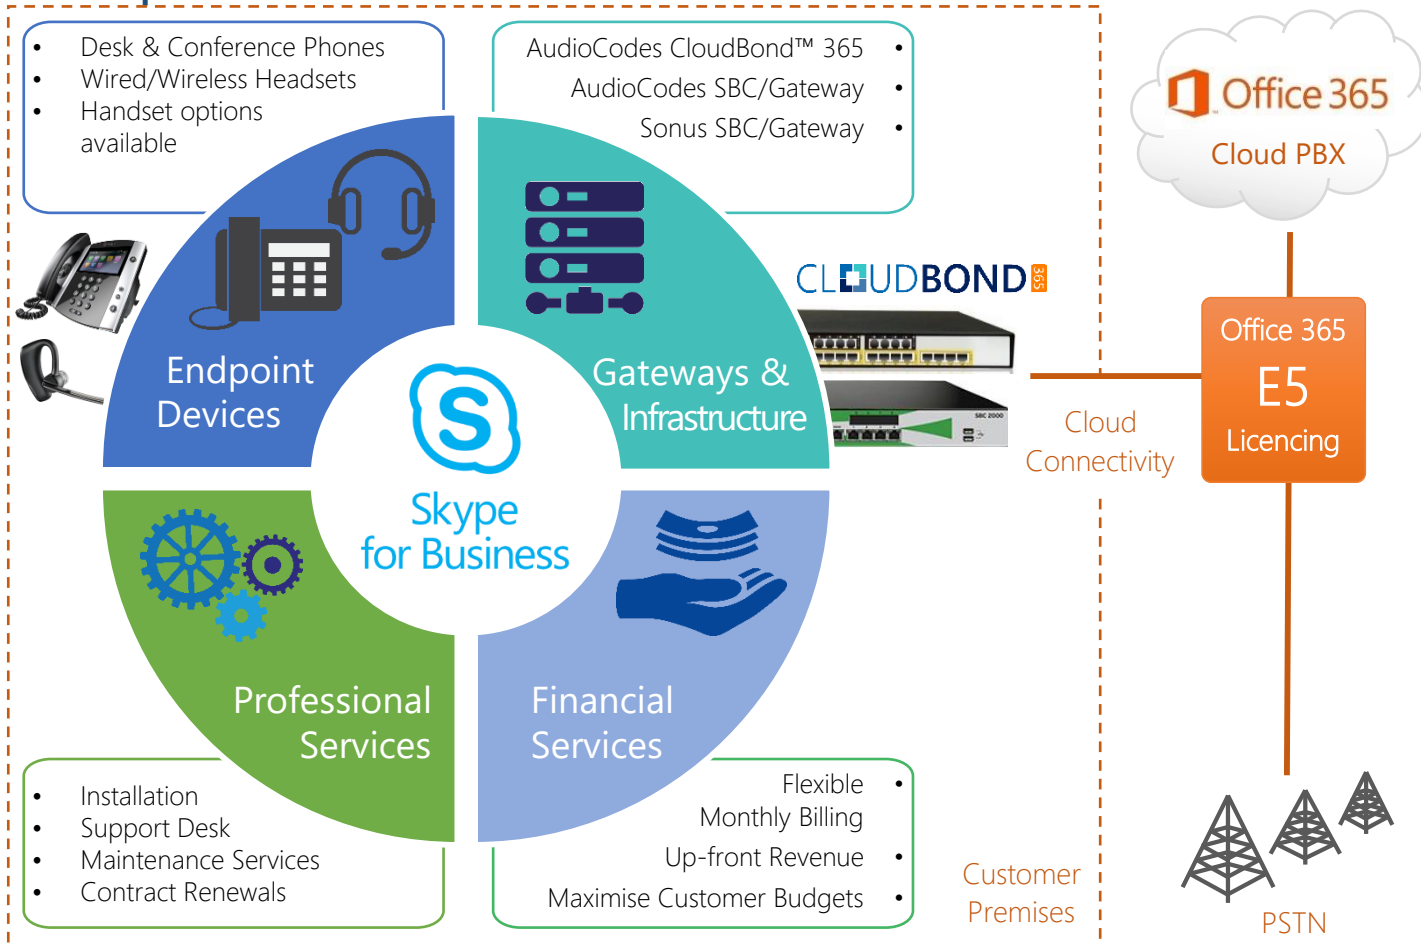 Desk & Conference Phones
Wired/Wireless Headsets
Handset options
available
AudioCodes CloudBond™ 365
AudioCodes SBC/Gateway
Sonus SBC/Gateway
Office 365
Cloud PBX
CLOUDBOND 365
Endpoint
Devices
Gateways &
Infrastructure
SBC 2000
Office 365
E5
Licencing
Cloud
Connectivity
S
Skype
for Business
Professional
Services
Financial
Services
Installation
Support Desk
Maintenance Services
Contract Renewals
Flexible
Monthly Billing
Up-front Revenue
Maximise Customer Budgets
Customer
Premises
PSTN